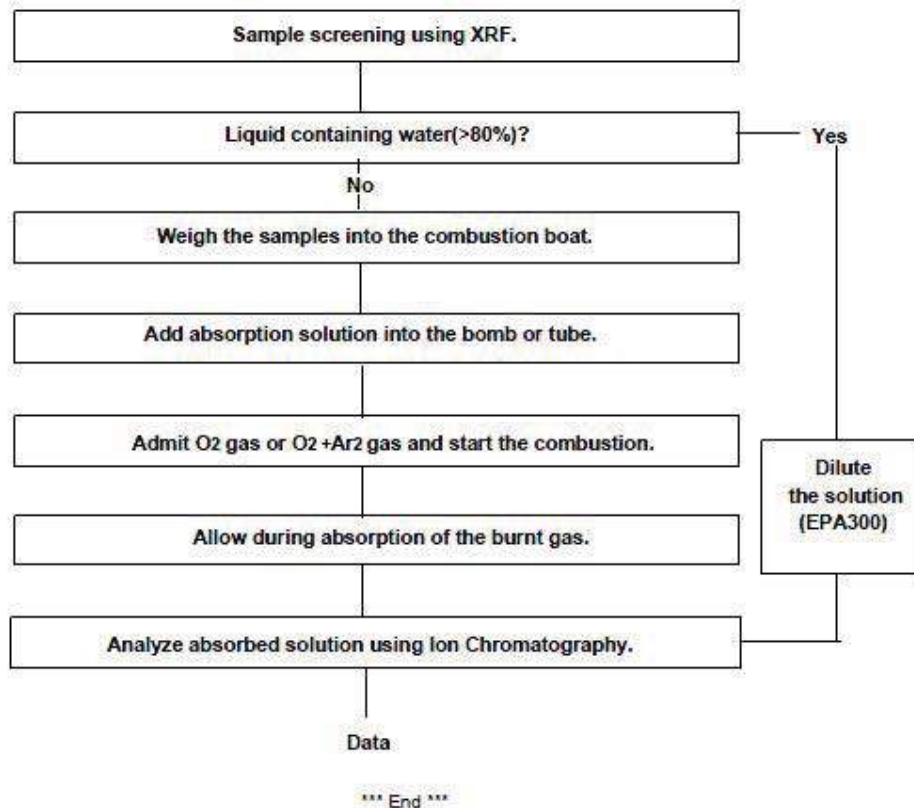 Sample screening using XRF.
Liquid containing water(>80%)?
Yes
No
Weigh the samples into the combustion boat.
Add absorption solution into the bomb or tube.
Admit O2 gas or O2 +Ar2 gas and start the combustion.
Dilute
the solution
(EPA300)
Allow during absorption of the burnt gas.
Analyze absorbed solution using Ion Chromatography.
Data
*** End ***